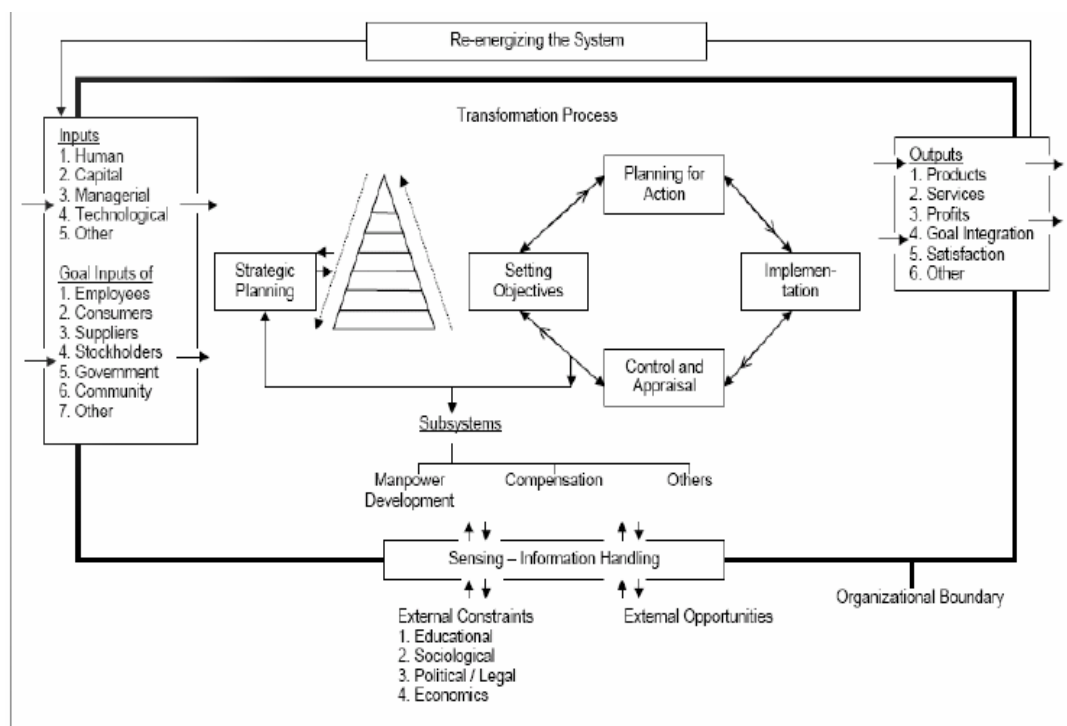 Re-energizing the System
Transformation Process
Inputs
1. Human
2. Capital
3. Managerial
4. Technological
5. Other
Goal Inputs of
1. Employees
2. Consumers
3. Suppliers
4. Stockholders
5. Government
6. Community
7. Other
Strategic
Planning
Setting
Objectives
Planning for
Action
Implemen-
tation
Control and
Appraisal
Outputs
1. Products
2. Services
3. Profits
4. Goal Integration
5. Satisfaction
6. Other
Subsystems
Manpower
Development
Compensation
Others
Sensing – Information Handling
Organizational Boundary
External Constraints
1. Educational
2. Sociological
3. Political / Legal
4. Economics
External Opportunities